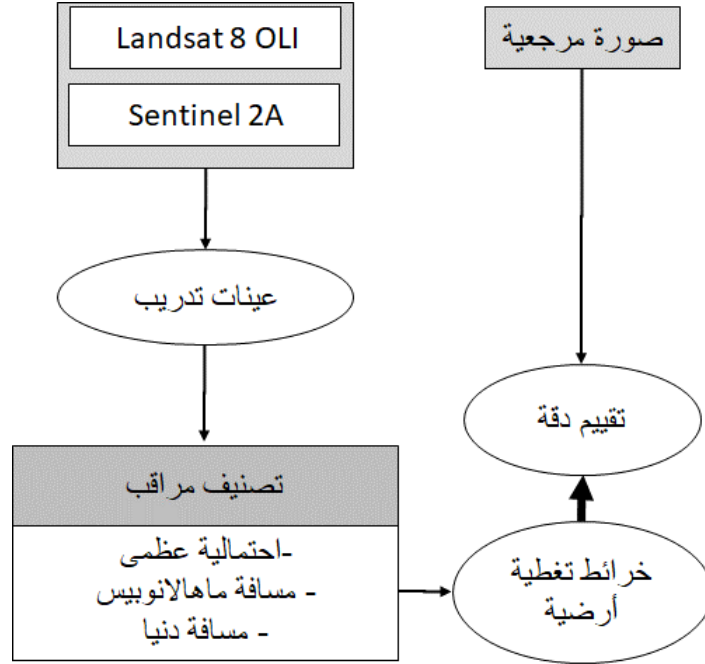 Landsat 8 OLI
Sentinel 2A
صورة مرجعية
عينات تدريب
تقييم دقة
تصنيف مراقب
-احتمالية عظمى
- مسافة ماهالانوبيس
- مسافة دنيا
خرائط تغطية
أرضية